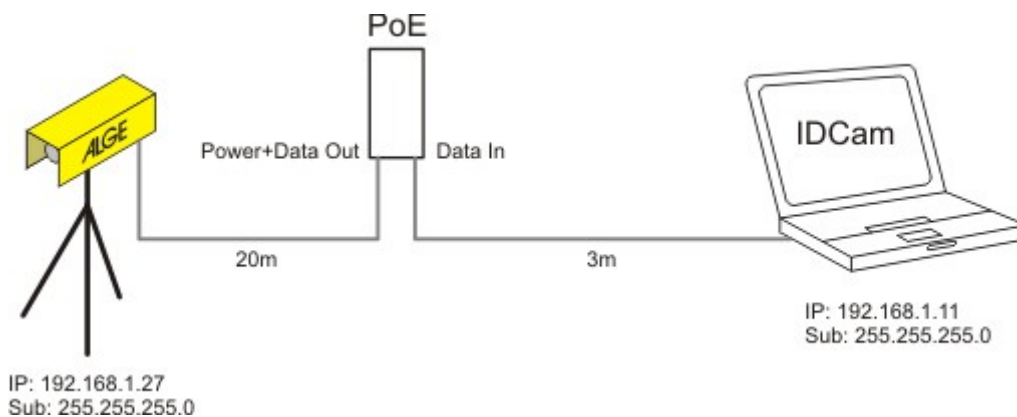 PoE
ALGE
IDCam
Power+Data Out
Data In
20m
3m
IP: 192.168.1.11
Sub: 255.255.255.0
IP: 192.168.1.27
Sub: 255.255.255.0